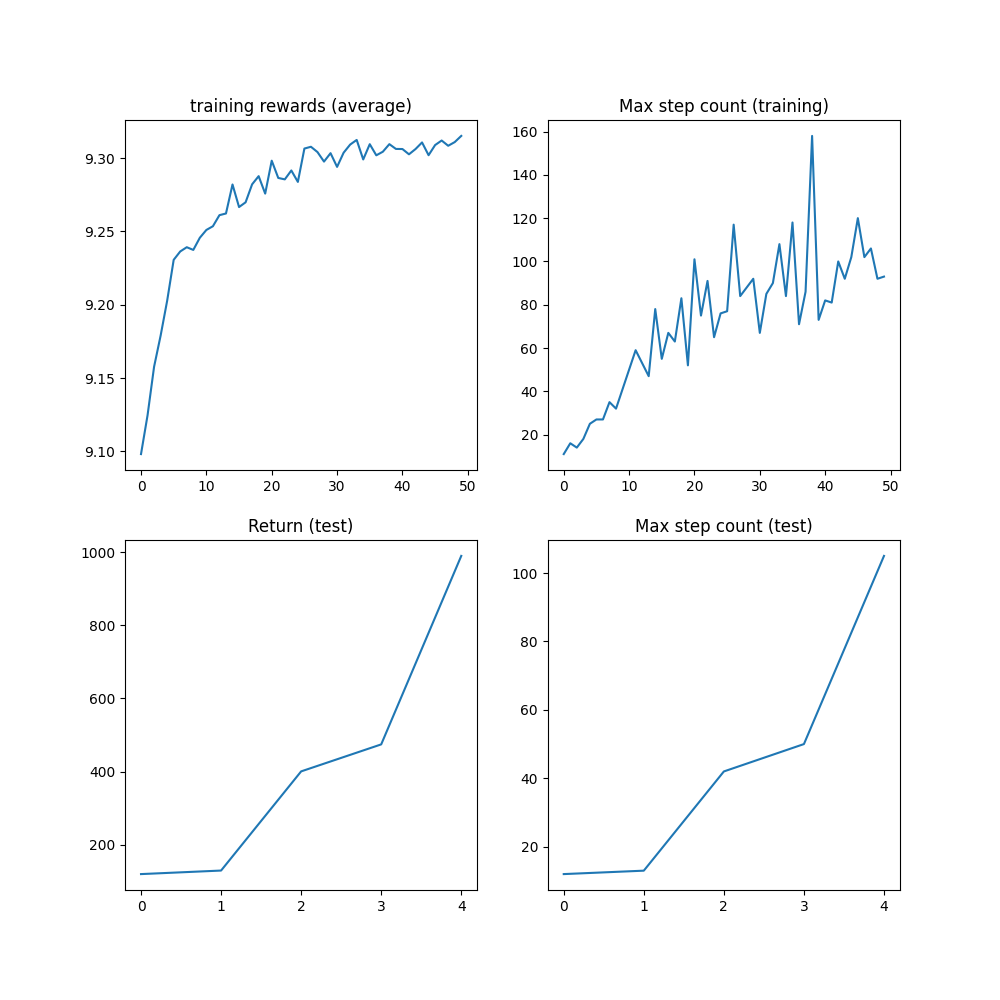 training rewards (average)
9.30
9.25
9.20
9.15
9.10
0 10 20 30 40 50
Max step count (training)
160
140
120
100
80
60
40
20
0 10 20 30 40 50
Return (test)
1000
800
600
400
200
0 1 2 3 4
Max step count (test)
100
80
60
40
20
0 1 2 3 4